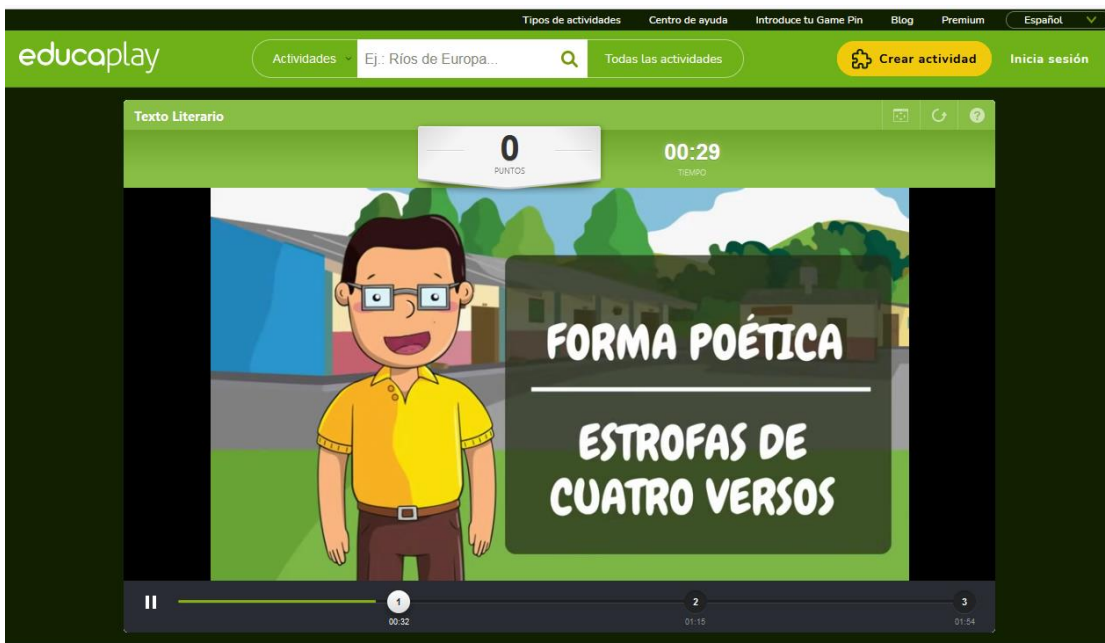 Tipos de actividades Centro de ayuda Introduce tu Game Pin Blog Premium Español
educaplay Actividades Ej.: Ríos de Europa... Todas las actividades Crear actividad Inicia sesión
Texto Literario
0
PUNTOS
00:29
TIEMPO
FORMA POÉTICA
ESTROFAS DE
CUATRO VERSOS
1 2 3
00:32 01:15 01:54